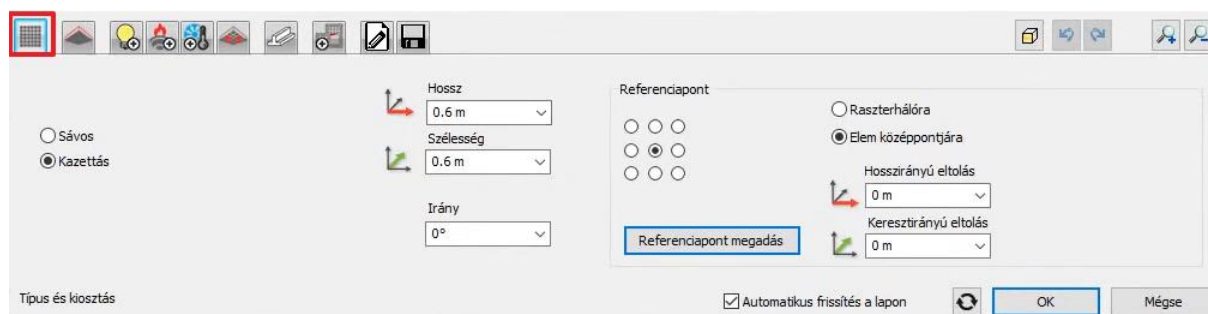 Hossz
0.6 m
Szélesség
0.6 m
Irány
0°
Sávos
Kazettás
Referenciapont
Raszterhálóra
Elem középpontjára
Hosszirányú eltolás
0 m
Keresztirányú eltolás
0 m
Referenciapont megadás
Típus és kiosztás
Automatikus frissítés a lapon
OK
Mégse